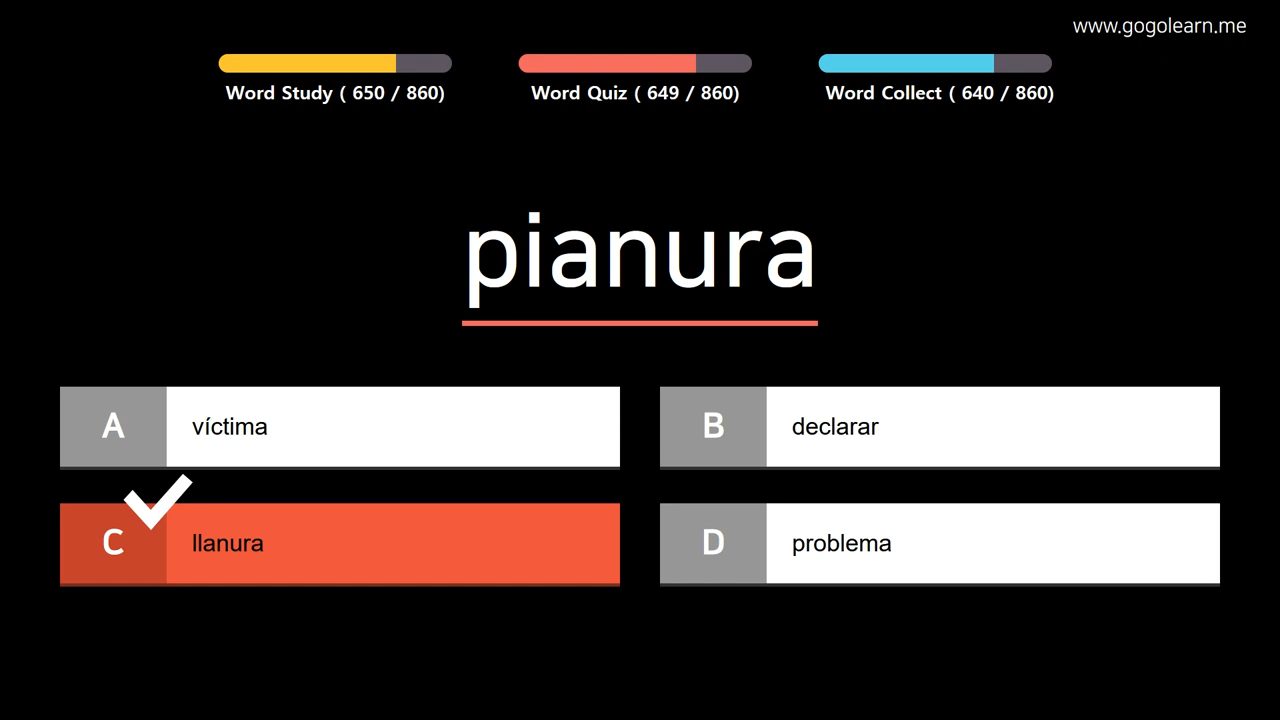 www.gogolearn.me
Word Study ( 650 / 860)
Word Quiz ( 649 / 860)
Word Collect ( 640 / 860)
pianura
A víctima
B declarar
C llanura
D problema